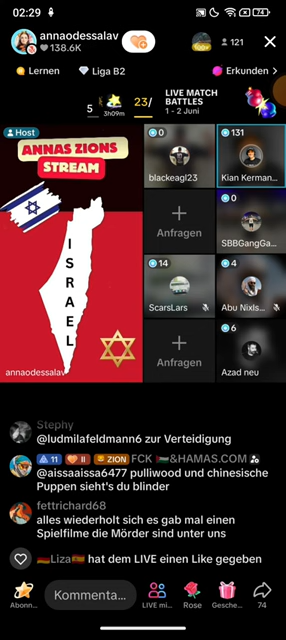 02:29
74
annaodessalav
138.6K
121
Lernen
Liga B2
Erkunden >
5
3h09m
23/
LIVE MATCH
BATTLES
1 - 2 Juni
Host
ANNAS ZIONS
STREAM
ISRAEL
annaodessalav
0
blackeagl23
131
Kian Kerman...
Anfragen
0
SBBGangGa...
14
ScarsLars
4
Abu Nixls...
Anfragen
6
Azad neu
Stephy
@ludmilafeldmann6 zur Verteidigung
11 II ZION FCK 🇵🇸&HAMAS.COM
@aissaaissa6477 pulliwood und chinesische
Puppen sieht's du blinder
fettrichard68
alles wiederholt sich es gab mal einen
Spielfilme die Mörder sind unter uns
🇩🇪Liza🇪🇸 hat dem LIVE einen Like gegeben
Abonn...
Kommenta...
LIVE mi...
Rose
Gesche...
74